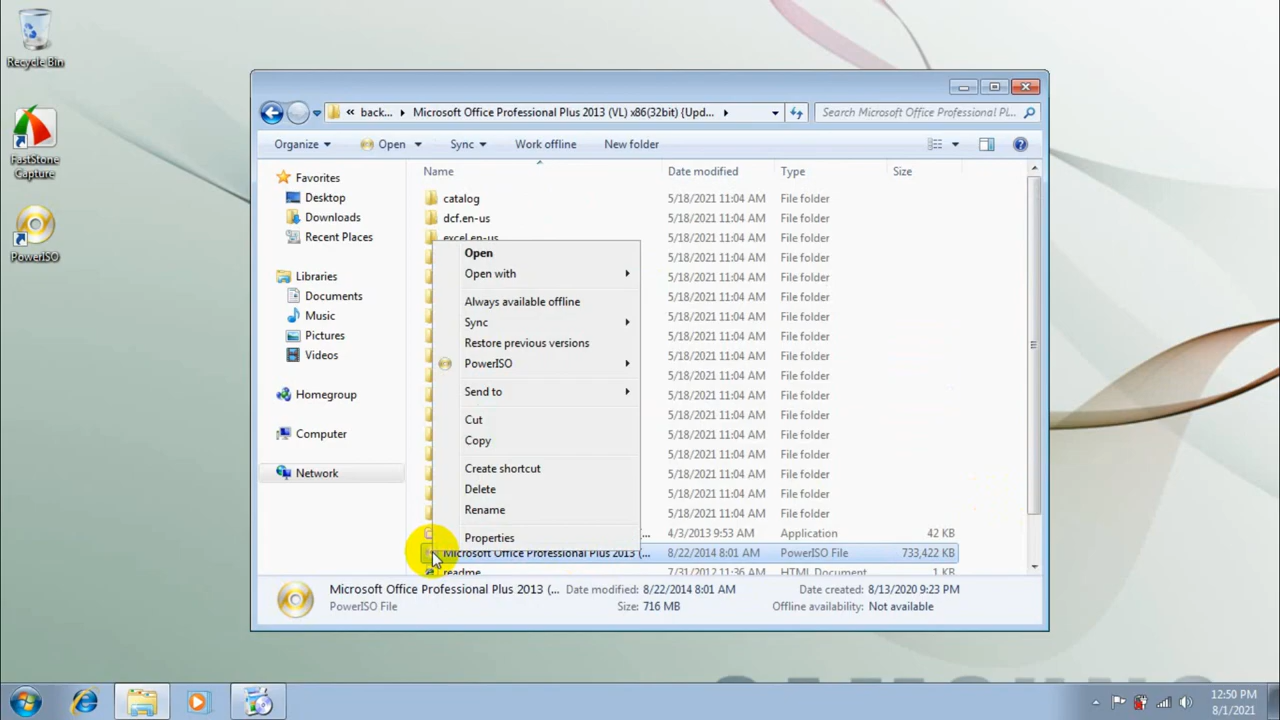 Recycle Bin
FastStone
Capture
PowerISO
« back... ▸ Microsoft Office Professional Plus 2013 (VL) x86(32bit) {Upd... ▸
Search Microsoft Office Professional Pl...
Organize Open Sync Work offline New folder
Favorites
Desktop
Downloads
Recent Places
Libraries
Documents
Music
Pictures
Videos
Homegroup
Computer
Network
Name Date modified Type Size
catalog 5/18/2021 11:04 AM File folder
dcf.en-us 5/18/2021 11:04 AM File folder
excel.en-us 5/18/2021 11:04 AM File folder
5/18/2021 11:04 AM File folder
5/18/2021 11:04 AM File folder
5/18/2021 11:04 AM File folder
5/18/2021 11:04 AM File folder
5/18/2021 11:04 AM File folder
5/18/2021 11:04 AM File folder
5/18/2021 11:04 AM File folder
5/18/2021 11:04 AM File folder
5/18/2021 11:04 AM File folder
5/18/2021 11:04 AM File folder
5/18/2021 11:04 AM File folder
5/18/2021 11:04 AM File folder
5/18/2021 11:04 AM File folder
5/18/2021 11:04 AM File folder
... 4/3/2013 9:53 AM Application 42 KB
Microsoft Office Professional Plus 2013 (... 8/22/2014 8:01 AM PowerISO File 733,422 KB
readme 7/31/2012 11:36 AM HTML Document 1 KB
Open
Open with
Always available offline
Sync
Restore previous versions
PowerISO
Send to
Cut
Copy
Create shortcut
Delete
Rename
Properties
Microsoft Office Professional Plus 2013 (... Date modified: 8/22/2014 8:01 AM Date created: 8/13/2020 9:23 PM
PowerISO File Size: 716 MB Offline availability: Not available
12:50 PM
8/1/2021